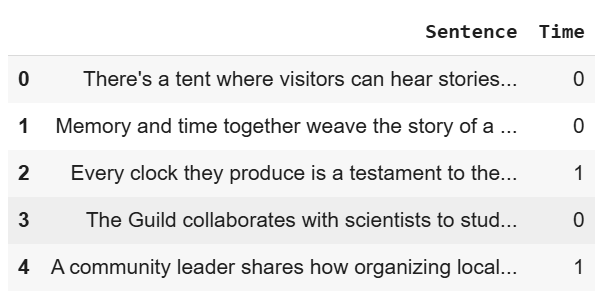 Sentence Time
0 There's a tent where visitors can hear stories... 0
1 Memory and time together weave the story of a ... 0
2 Every clock they produce is a testament to the... 1
3 The Guild collaborates with scientists to stud... 0
4 A community leader shares how organizing local... 1